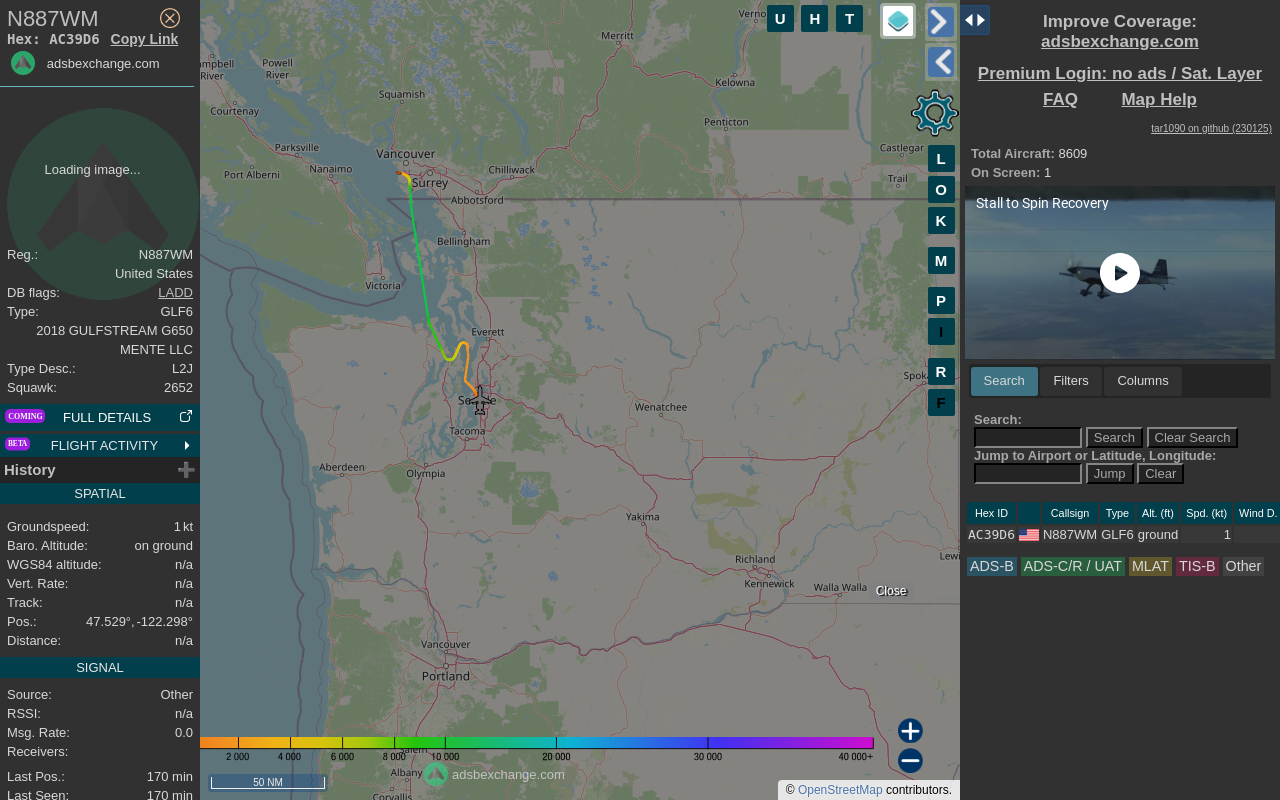 N887WM
Hex: AC39D6 Copy Link
adsbexchange.com
Loading image...
Reg.: N887WM
United States
DB flags: LADD
Type: GLF6
2018 GULFSTREAM G650
MENTE LLC
Type Desc.: L2J
Squawk: 2652
COMING FULL DETAILS
BETA FLIGHT ACTIVITY
History
SPATIAL
Groundspeed: 1 kt
Baro. Altitude: on ground
WGS84 altitude: n/a
Vert. Rate: n/a
Track: n/a
Pos.: 47.529°, -122.298°
Distance: n/a
SIGNAL
Source: Other
RSSI: n/a
Msg. Rate: 0.0
Receivers:
Last Pos.: 170 min
Last Seen: 170 min
U H T
Merritt
Powell
River
River
Squamish
Kelowna
Courtenay
Penticton
Parksville
Vancouver
Castlegar
Nanaimo
Port Alberni
Chilliwack
Surrey
Trail
Abbotsford
Bellingham
Victoria
Everett
Wenatchee
Tacoma
Aberdeen
Olympia
Yakima
Richland
Kennewick
Walla Walla
Close
Vancouver
Portland
Albany
Corvallis
L
O
K
M
P
I
R
F
2 000 4 000 6 000 8 000 10 000 20 000 30 000 40 000+
adsbexchange.com
50 NM
© OpenStreetMap contributors.
Improve Coverage:
adsbexchange.com
Premium Login: no ads / Sat. Layer
FAQ Map Help
tar1090 on github (230125)
Total Aircraft: 8609
On Screen: 1
Stall to Spin Recovery
Search Filters Columns
Search:
Search Clear Search
Jump to Airport or Latitude, Longitude:
Jump Clear
Hex ID Callsign Type Alt. (ft) Spd. (kt) Wind D.
AC39D6 N887WM GLF6 ground 1
ADS-B ADS-C/R / UAT MLAT TIS-B Other